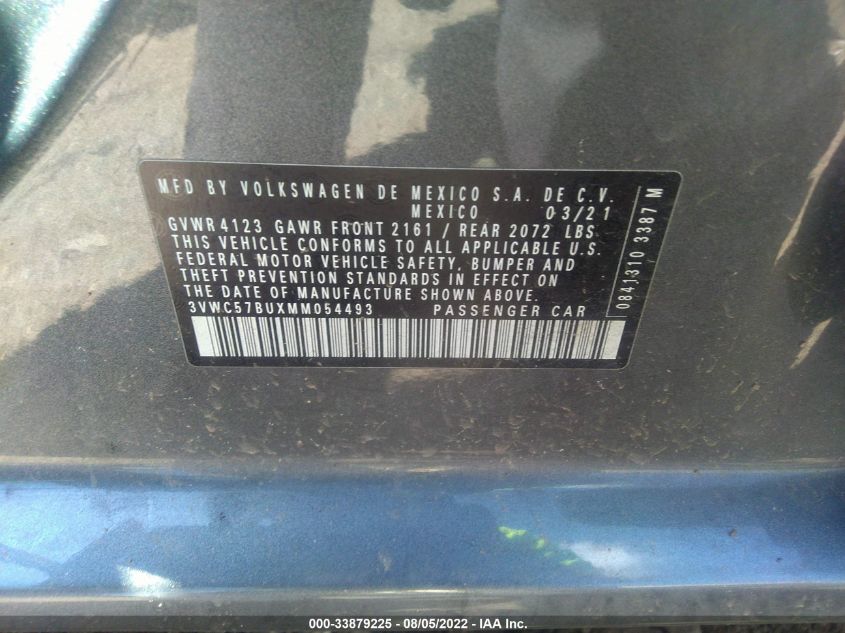 MFD BY VOLKSWAGEN DE MEXICO S.A. DE C.V.
MEXICO 03/21
GVWR 4123 GAWR FRONT 2161 / REAR 2072 LBS
THIS VEHICLE CONFORMS TO ALL APPLICABLE U.S.
FEDERAL MOTOR VEHICLE SAFETY, BUMPER AND
THEFT PREVENTION STANDARDS IN EFFECT ON
THE DATE OF MANUFACTURE SHOWN ABOVE.
3VWC57BUXMM054493 PASSENGER CAR
0841310 3387 M
000-33879225 - 08/05/2022 - IAA Inc.